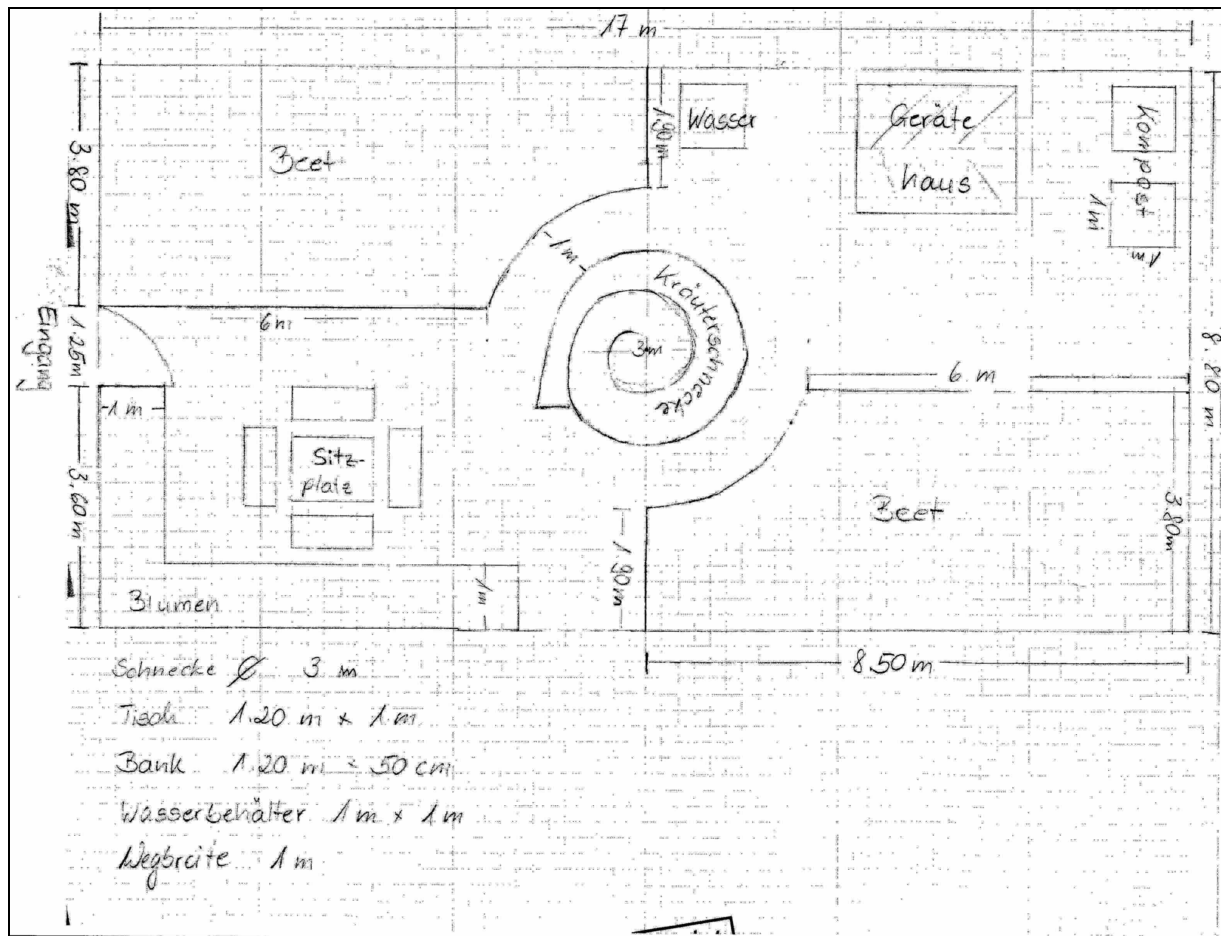 17 m
3.80 m
Beet
1.90 m
Wasser
Geräte
haus
Kompost
1 m
1 m
1 m
Kräuterschnecke
3 m
Eingang
1.25 m
6 m
6 m
8.80 m
1 m
3.60 m
Sitz-
platz
Beet
3.80 m
1.90 m
Blumen
1 m
8.50 m
Schnecke Ø 3 m
Tisch 1.20 m x 1 m
Bank 1.20 m x 50 cm
Wasserbehälter 1 m x 1 m
Wegbreite 1 m